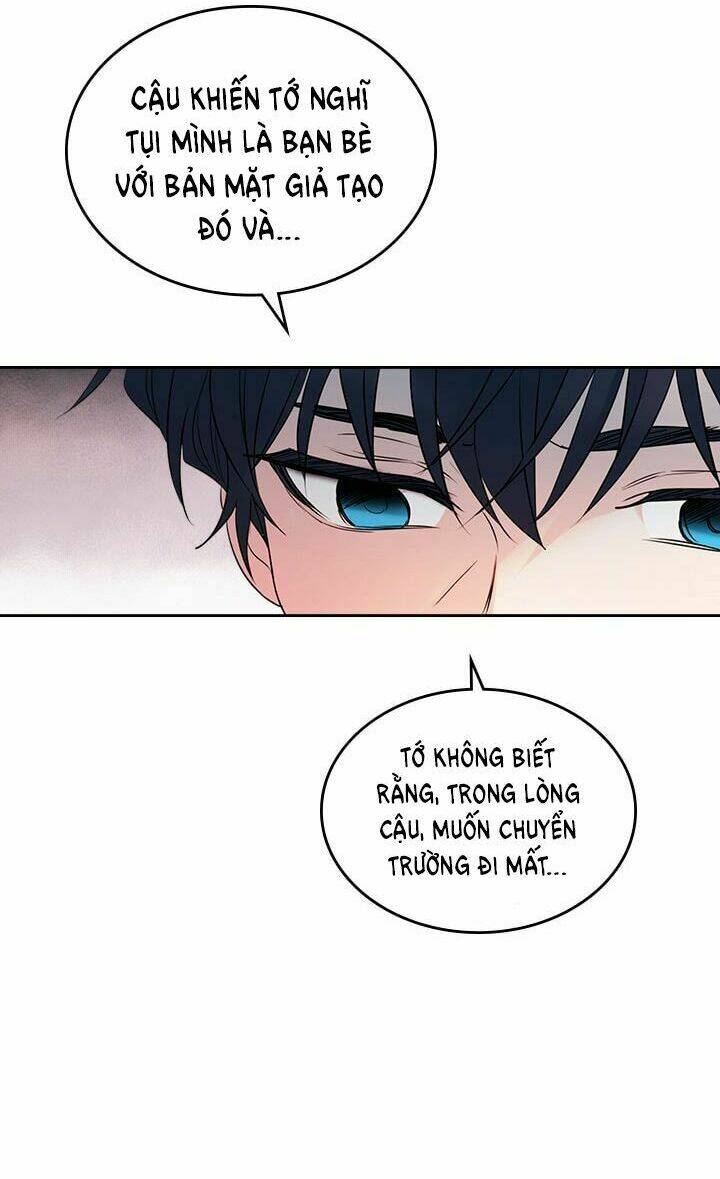 CẬU KHIẾN TỚ NGHĨ
TỤI MÌNH LÀ BẠN BÈ
VỚI BẢN MẶT GIẢ TẠO
ĐÓ VÀ...
TỚ KHÔNG BIẾT
RẰNG, TRONG LÒNG
CẬU, MUỐN CHUYỂN
TRƯỜNG ĐI MẤT...